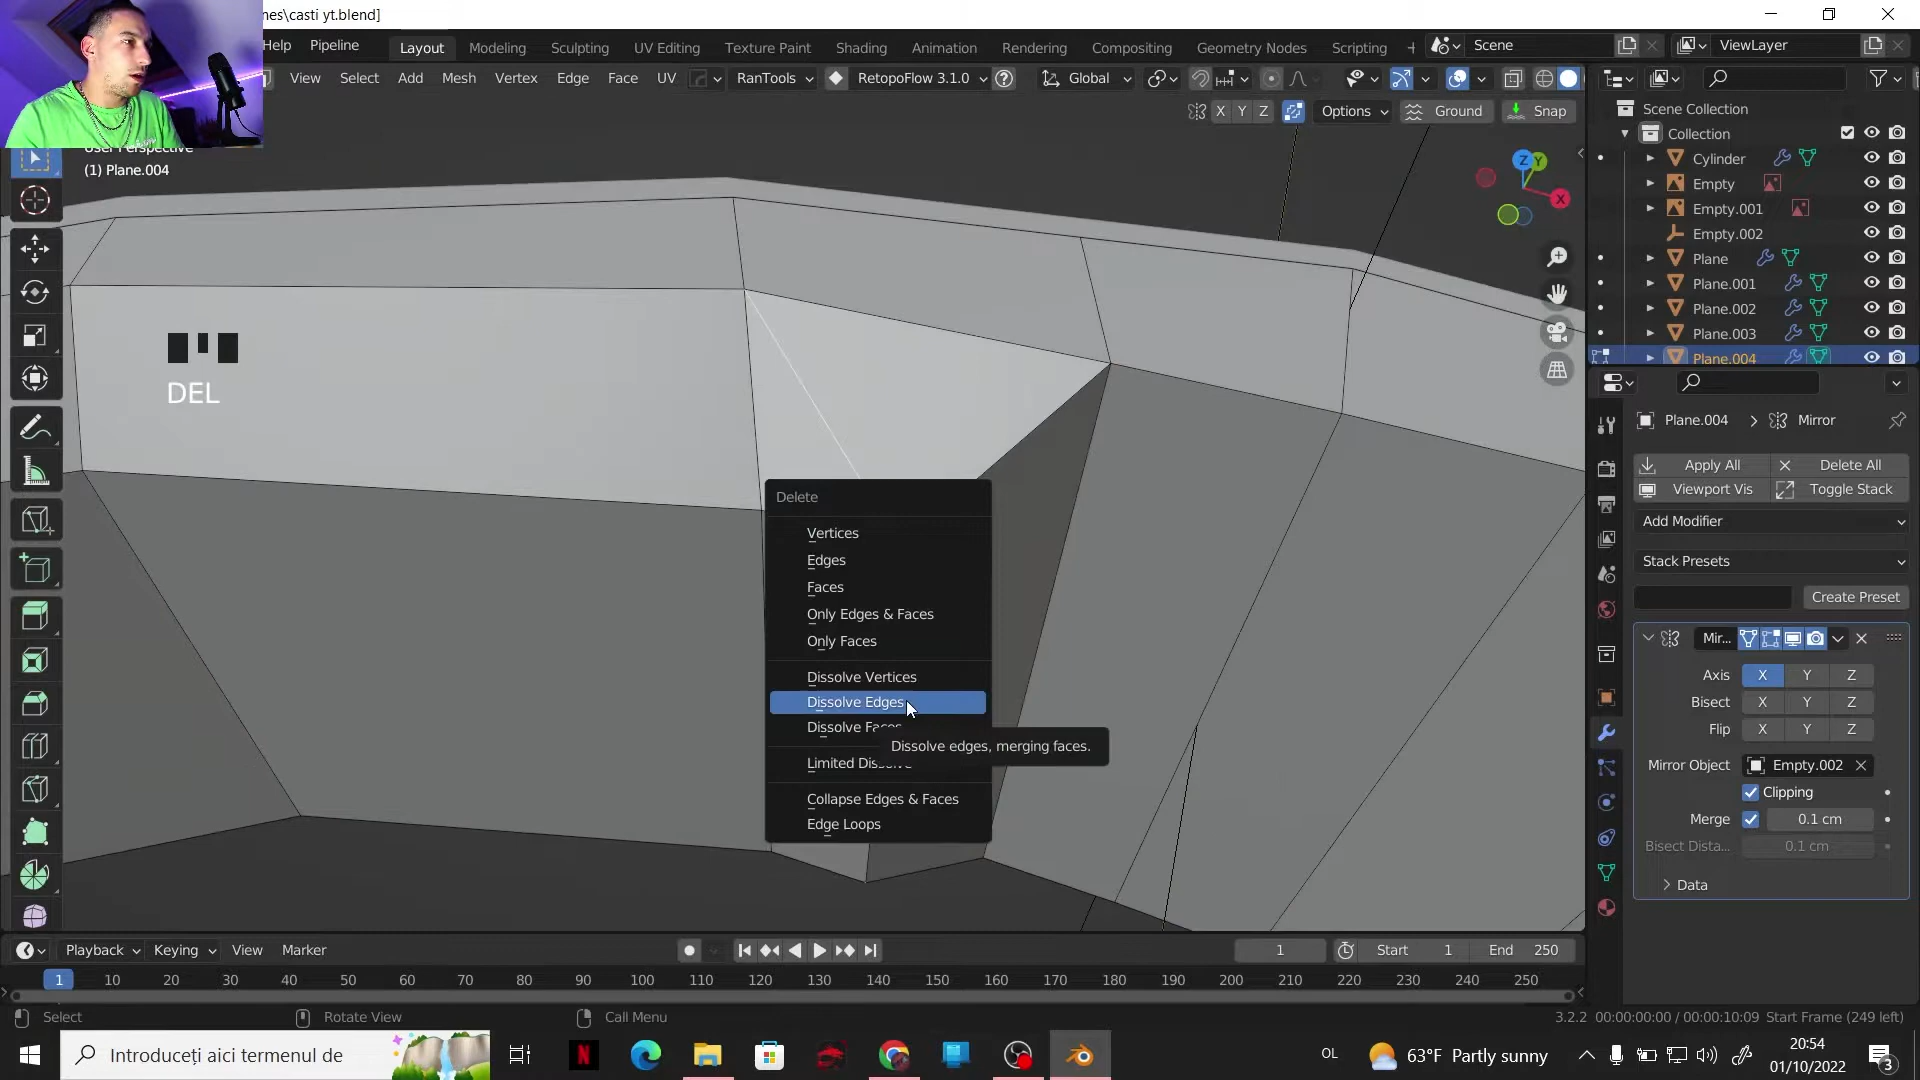 nes\casti yt.blend]
Help Pipeline Layout Modeling Sculpting UV Editing Texture Paint Shading Animation Rendering Compositing Geometry Nodes Scripting + Scene ViewLayer
View Select Add Mesh Vertex Edge Face UV RanTools RetopoFlow 3.1.0 Global
X Y Z Options Ground Snap
(1) Plane.004
Z Y X
Scene Collection
Collection
Cylinder
Empty
Empty.001
Empty.002
Plane
Plane.001
Plane.002
Plane.003
Plane.004
DEL
Delete
Vertices
Edges
Faces
Only Edges & Faces
Only Faces
Dissolve Vertices
Dissolve Edges
Dissolve Faces
Dissolve edges, merging faces.
Limited Dissolve
Collapse Edges & Faces
Edge Loops
Plane.004 > Mirror
Apply All Delete All
Viewport Vis Toggle Stack
Add Modifier
Stack Presets
Create Preset
Mir...
Axis X Y Z
Bisect X Y Z
Flip X Y Z
Mirror Object Empty.002
Clipping
Merge 0.1 cm
Bisect Dista... 0.1 cm
Data
Playback Keying View Marker 1 Start 1 End 250
1 10 20 30 40 50 60 70 80 90 100 110 120 130 140 150 160 170 180 190 200 210 220 230 240 250
Select Rotate View Call Menu 3.2.2 00:00:00:00 / 00:00:10:09 Start Frame (249 left)
Introduceți aici termenul de OL 63°F Partly sunny 20:54
01/10/2022 3